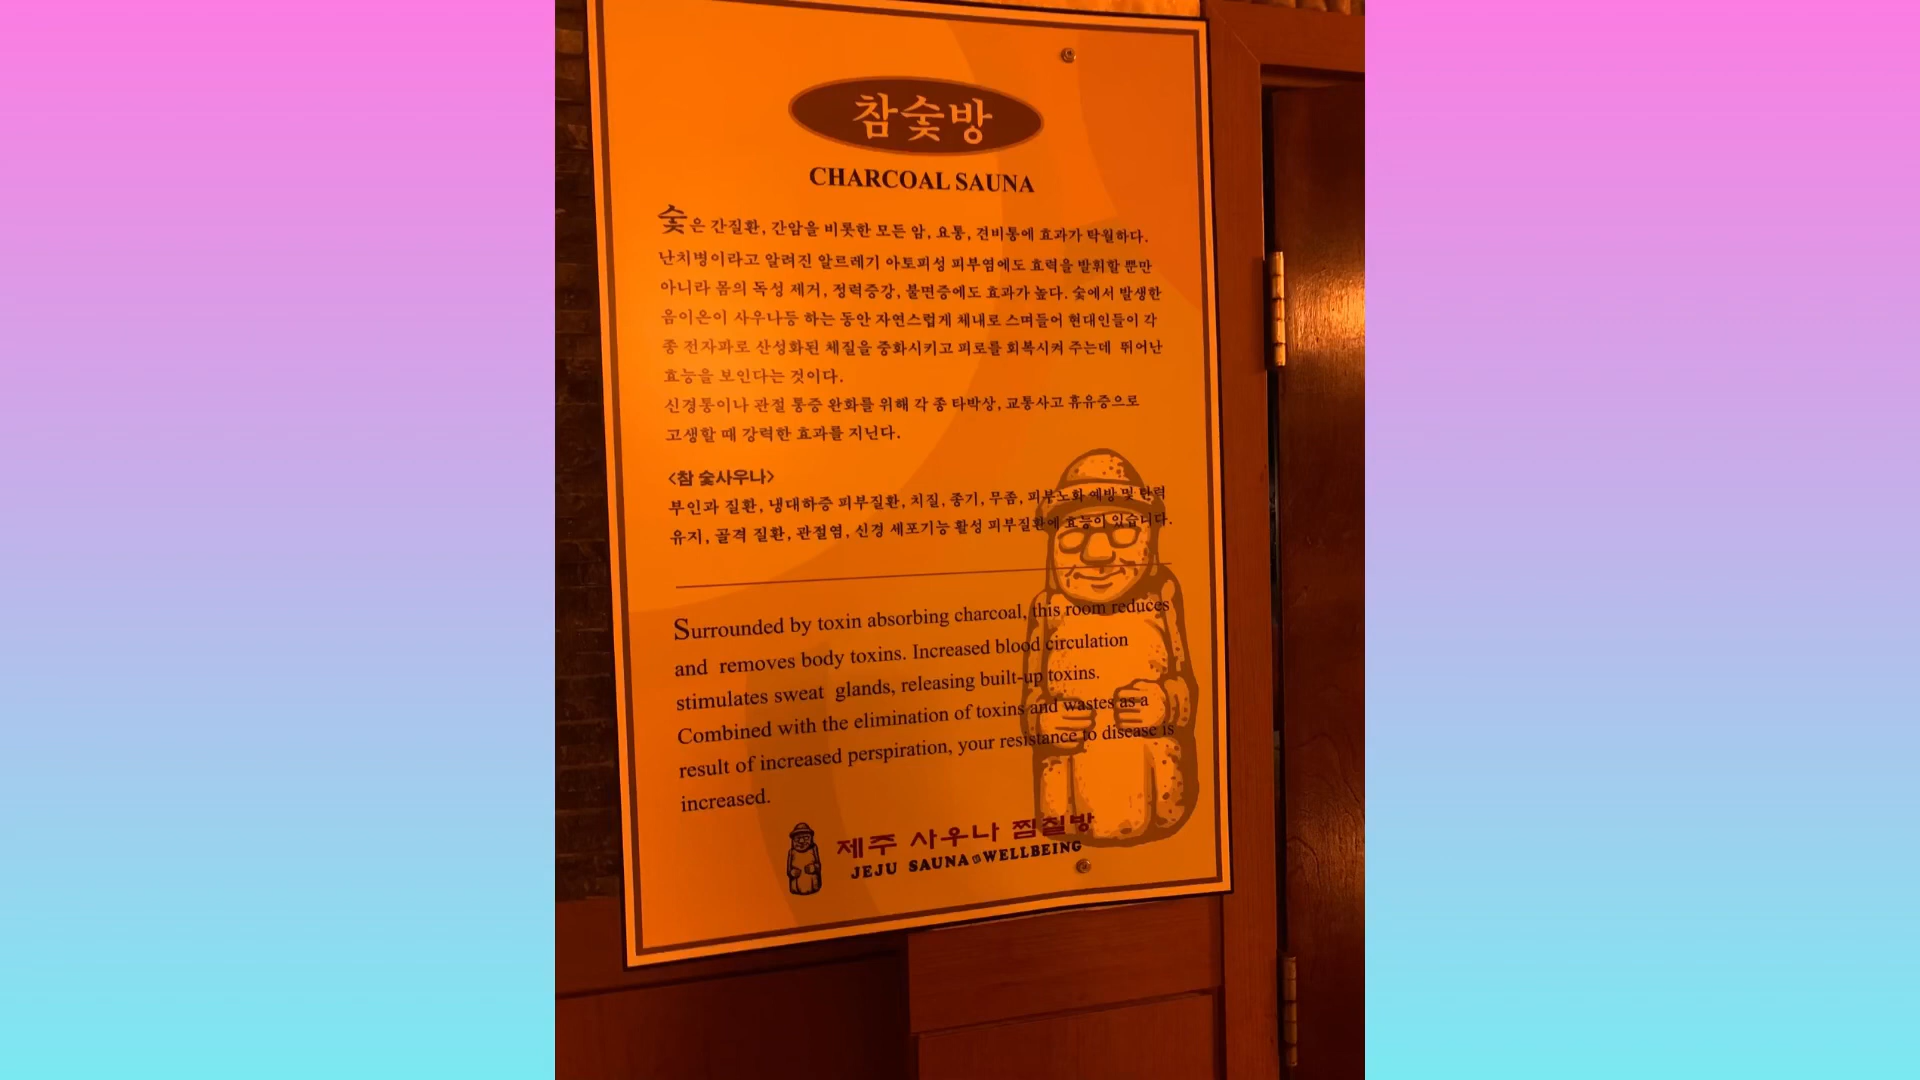 참숯방
CHARCOAL SAUNA
숯은 간질환, 간암을 비롯한 모든 암, 요통, 견비통에 효과가 탁월하다.
난치병이라고 알려진 알르레기 아토피성 피부염에도 효력을 발휘할 뿐만
아니라 몸의 독성 제거, 정력증강, 불면증에도 효과가 높다. 숯에서 발생한
음이온이 사우나등 하는 동안 자연스럽게 체내로 스며들어 현대인들이 각
종 전자파로 산성화된 체질을 중화시키고 피로를 회복시켜 주는데 뛰어난
효능을 보인다는 것이다.
신경통이나 관절 통증 완화를 위해 각 종 타박상, 교통사고 휴유증으로
고생할 때 강력한 효과를 지닌다.
<참 숯사우나>
부인과 질환, 냉대하증 피부질환, 치질, 종기, 무좀, 피부노화 예방 및 탄력
유지, 골격 질환, 관절염, 신경 세포기능 활성 피부질환에 효능이 있습니다.
Surrounded by toxin absorbing charcoal, this room reduces
and removes body toxins. Increased blood circulation
stimulates sweat glands, releasing built-up toxins.
Combined with the elimination of toxins and wastes as a
result of increased perspiration, your resistance to disease is
increased.
제주 사우나 찜질방
JEJU SAUNA & WELLBEING